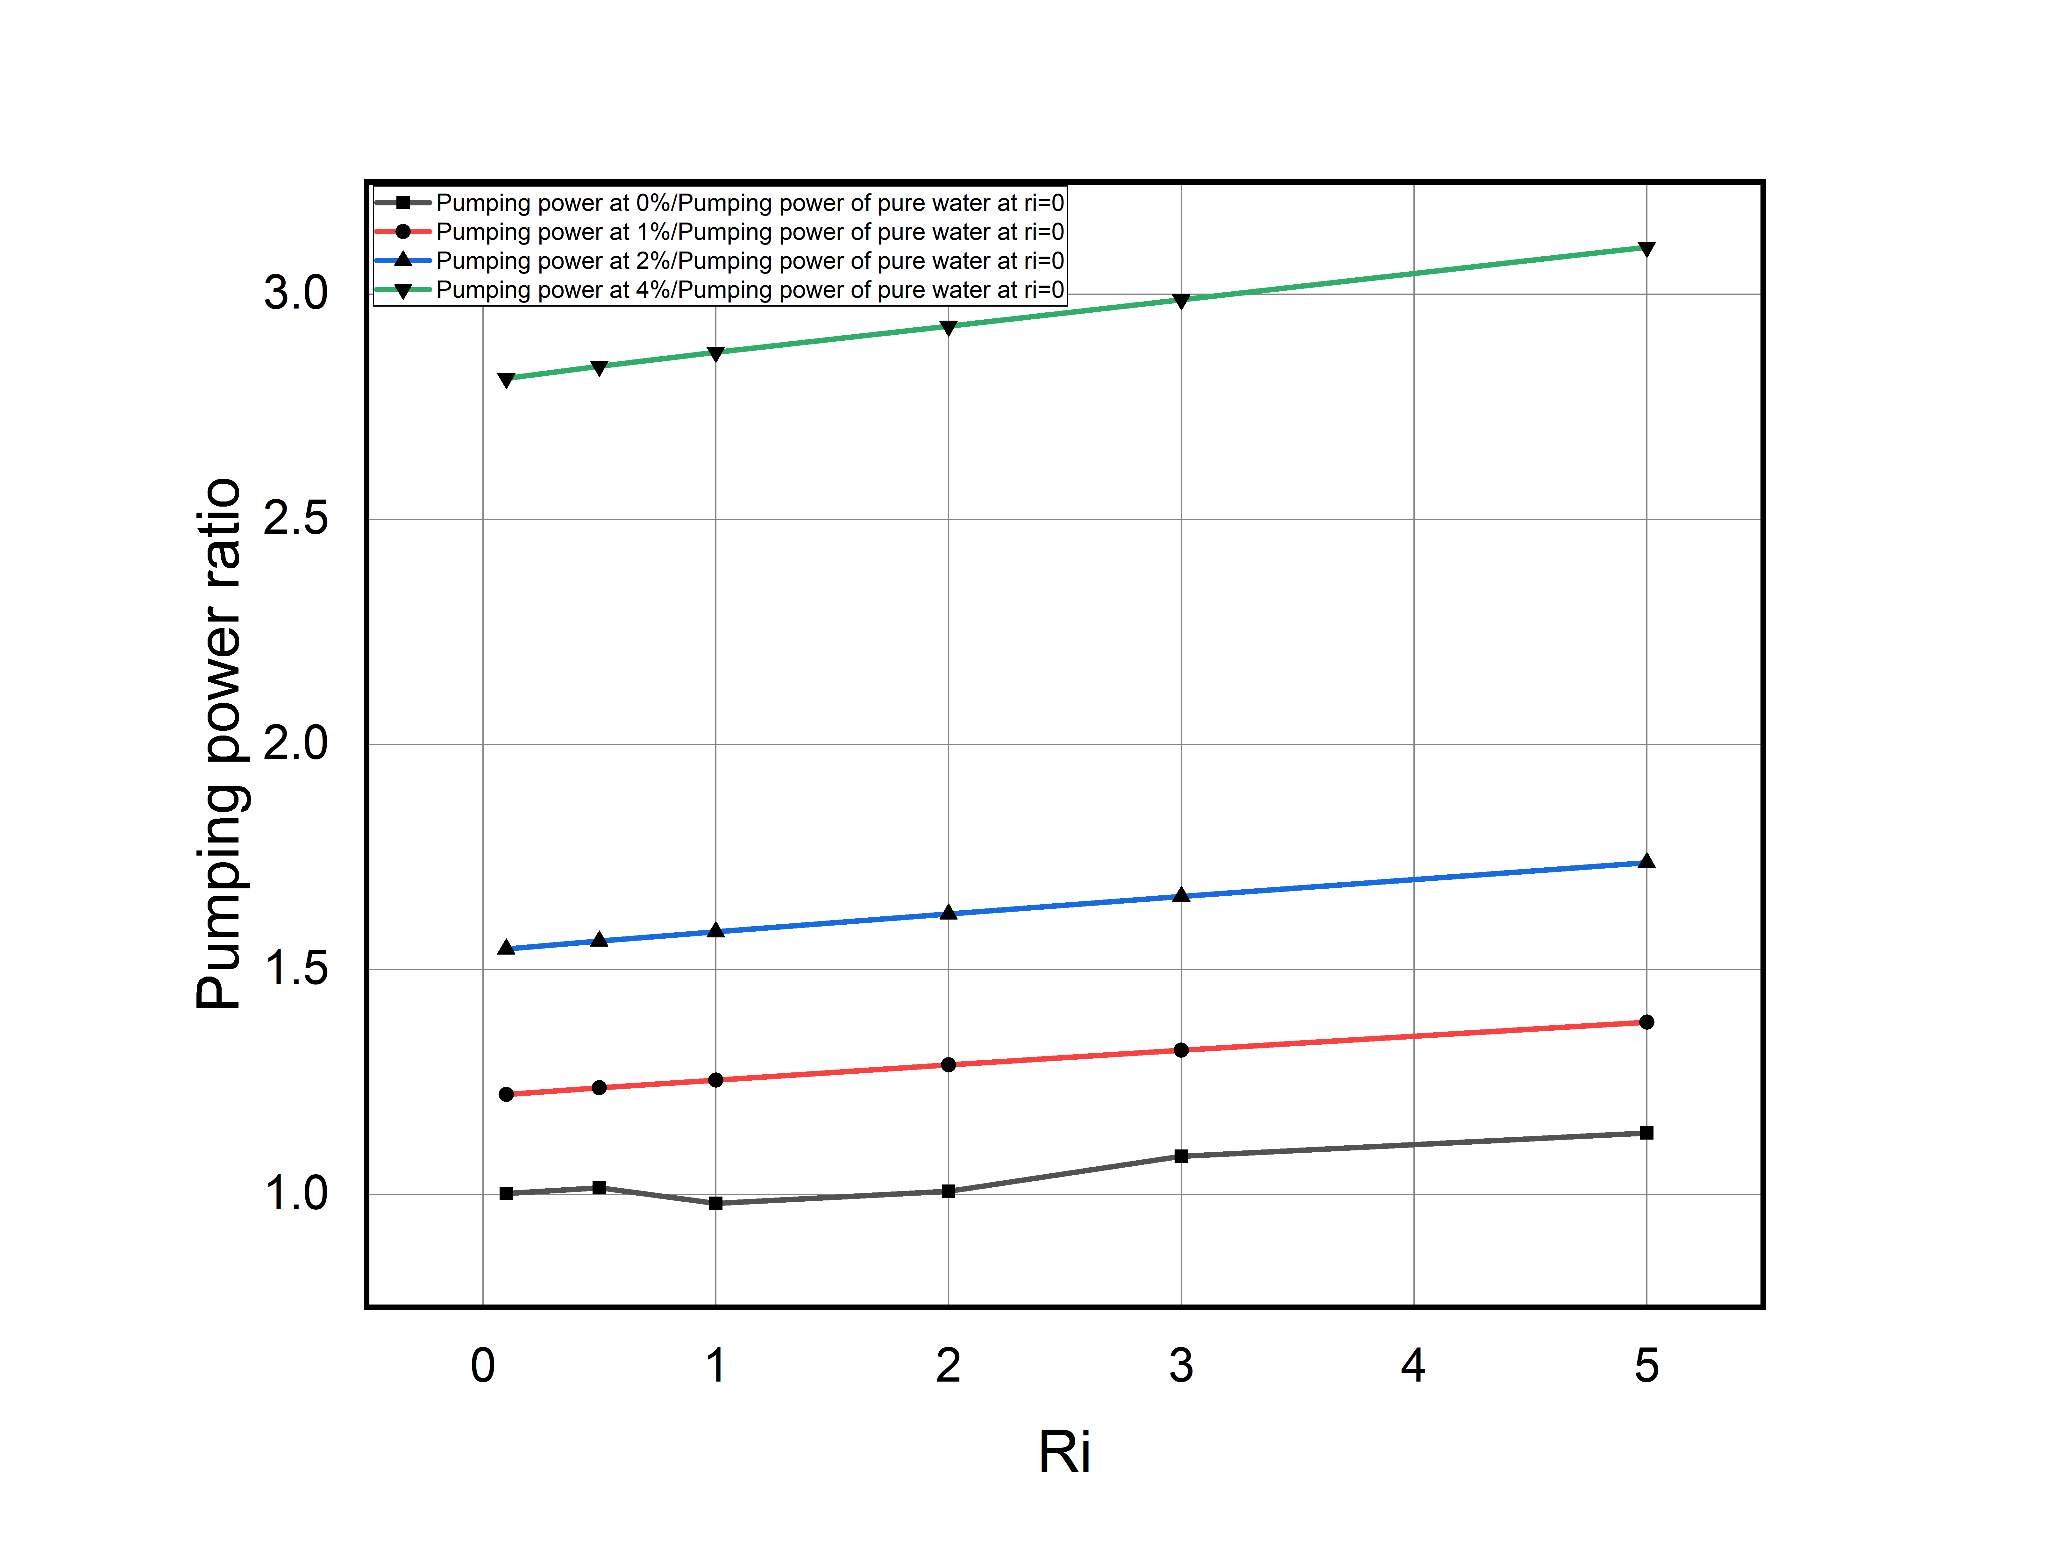 Pumping power at 0%/Pumping power of pure water at ri=0
Pumping power at 1%/Pumping power of pure water at ri=0
Pumping power at 2%/Pumping power of pure water at ri=0
Pumping power at 4%/Pumping power of pure water at ri=0
3.0
2.5
2.0
1.5
1.0
Pumping power ratio
0 1 2 3 4 5
Ri